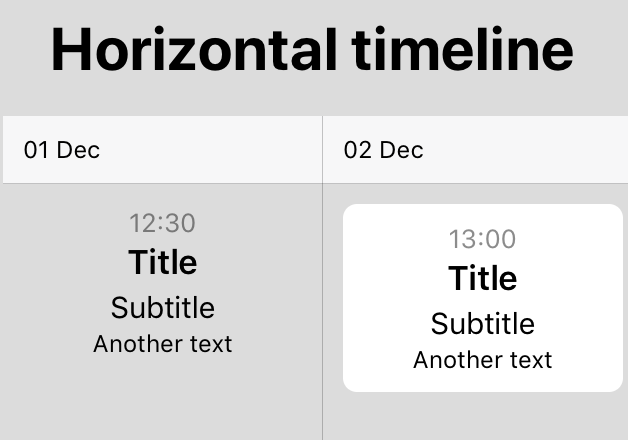 Horizontal timeline
01 Dec
02 Dec
12:30
Title
Subtitle
Another text
13:00
Title
Subtitle
Another text